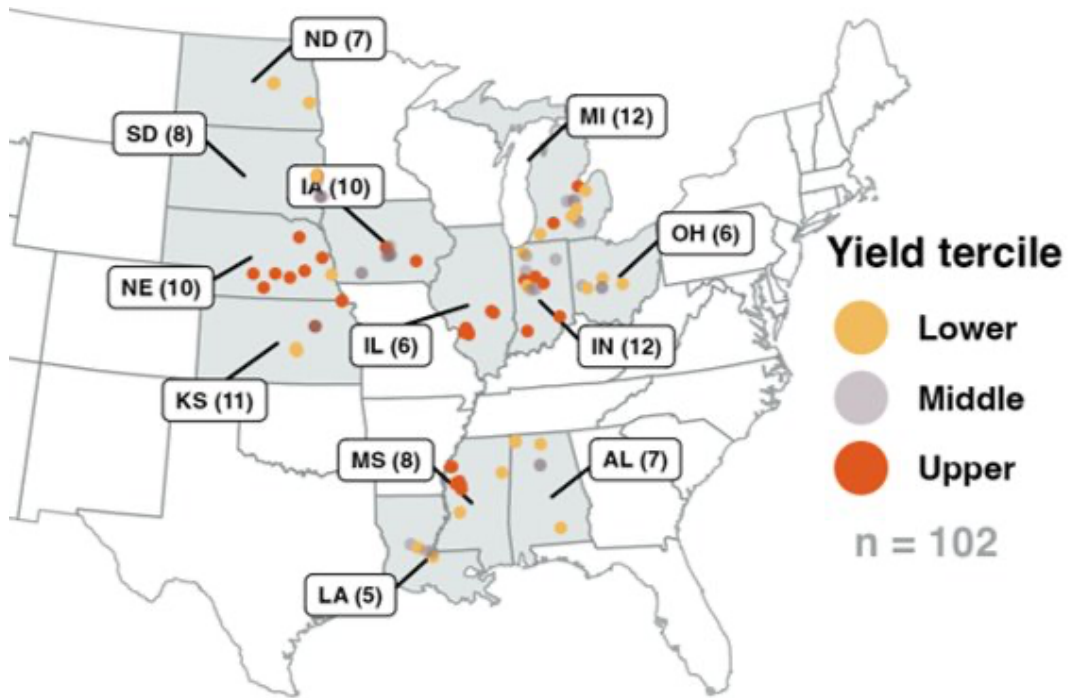 ND (7)
MI (12)
SD (8)
IA (10)
OH (6)
Yield tercile
NE (10)
Lower
IL (6)
IN (12)
KS (11)
Middle
MS (8)
AL (7)
Upper
n = 102
LA (5)